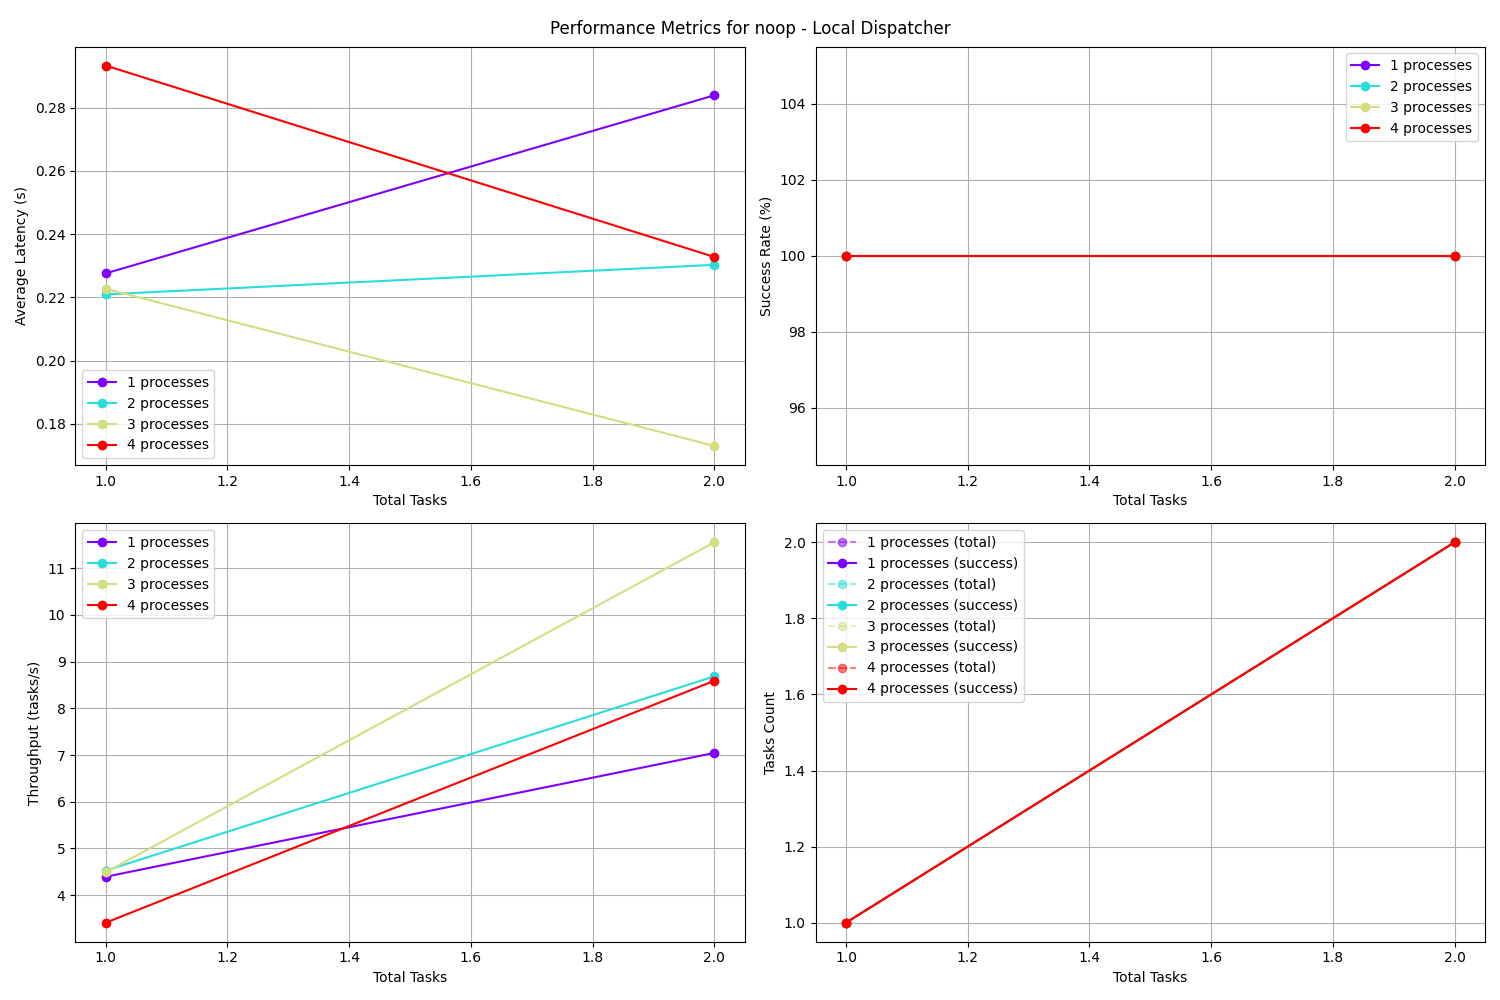 Performance Metrics for noop - Local Dispatcher
Average Latency (s)
0.28
0.26
0.24
0.22
0.20
0.18
1 processes
2 processes
3 processes
4 processes
1.0 1.2 1.4 1.6 1.8 2.0
Total Tasks
Success Rate (%)
104
102
100
98
96
1 processes
2 processes
3 processes
4 processes
1.0 1.2 1.4 1.6 1.8 2.0
Total Tasks
Throughput (tasks/s)
11
10
9
8
7
6
5
4
1 processes
2 processes
3 processes
4 processes
1.0 1.2 1.4 1.6 1.8 2.0
Total Tasks
Tasks Count
2.0
1.8
1.6
1.4
1.2
1.0
1 processes (total)
1 processes (success)
2 processes (total)
2 processes (success)
3 processes (total)
3 processes (success)
4 processes (total)
4 processes (success)
1.0 1.2 1.4 1.6 1.8 2.0
Total Tasks